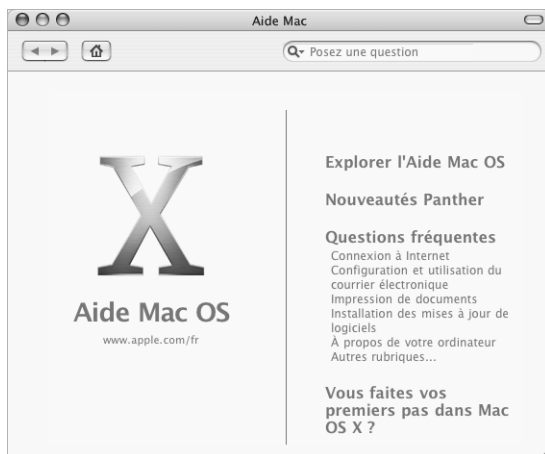 Aide Mac
Posez une question
X
Aide Mac OS
www.apple.com/fr
Explorer l'Aide Mac OS
Nouveautés Panther
Questions fréquentes
Connexion à Internet
Configuration et utilisation du
courrier électronique
Impression de documents
Installation des mises à jour de
logiciels
À propos de votre ordinateur
Autres rubriques...
Vous faites vos
premiers pas dans Mac
OS X ?